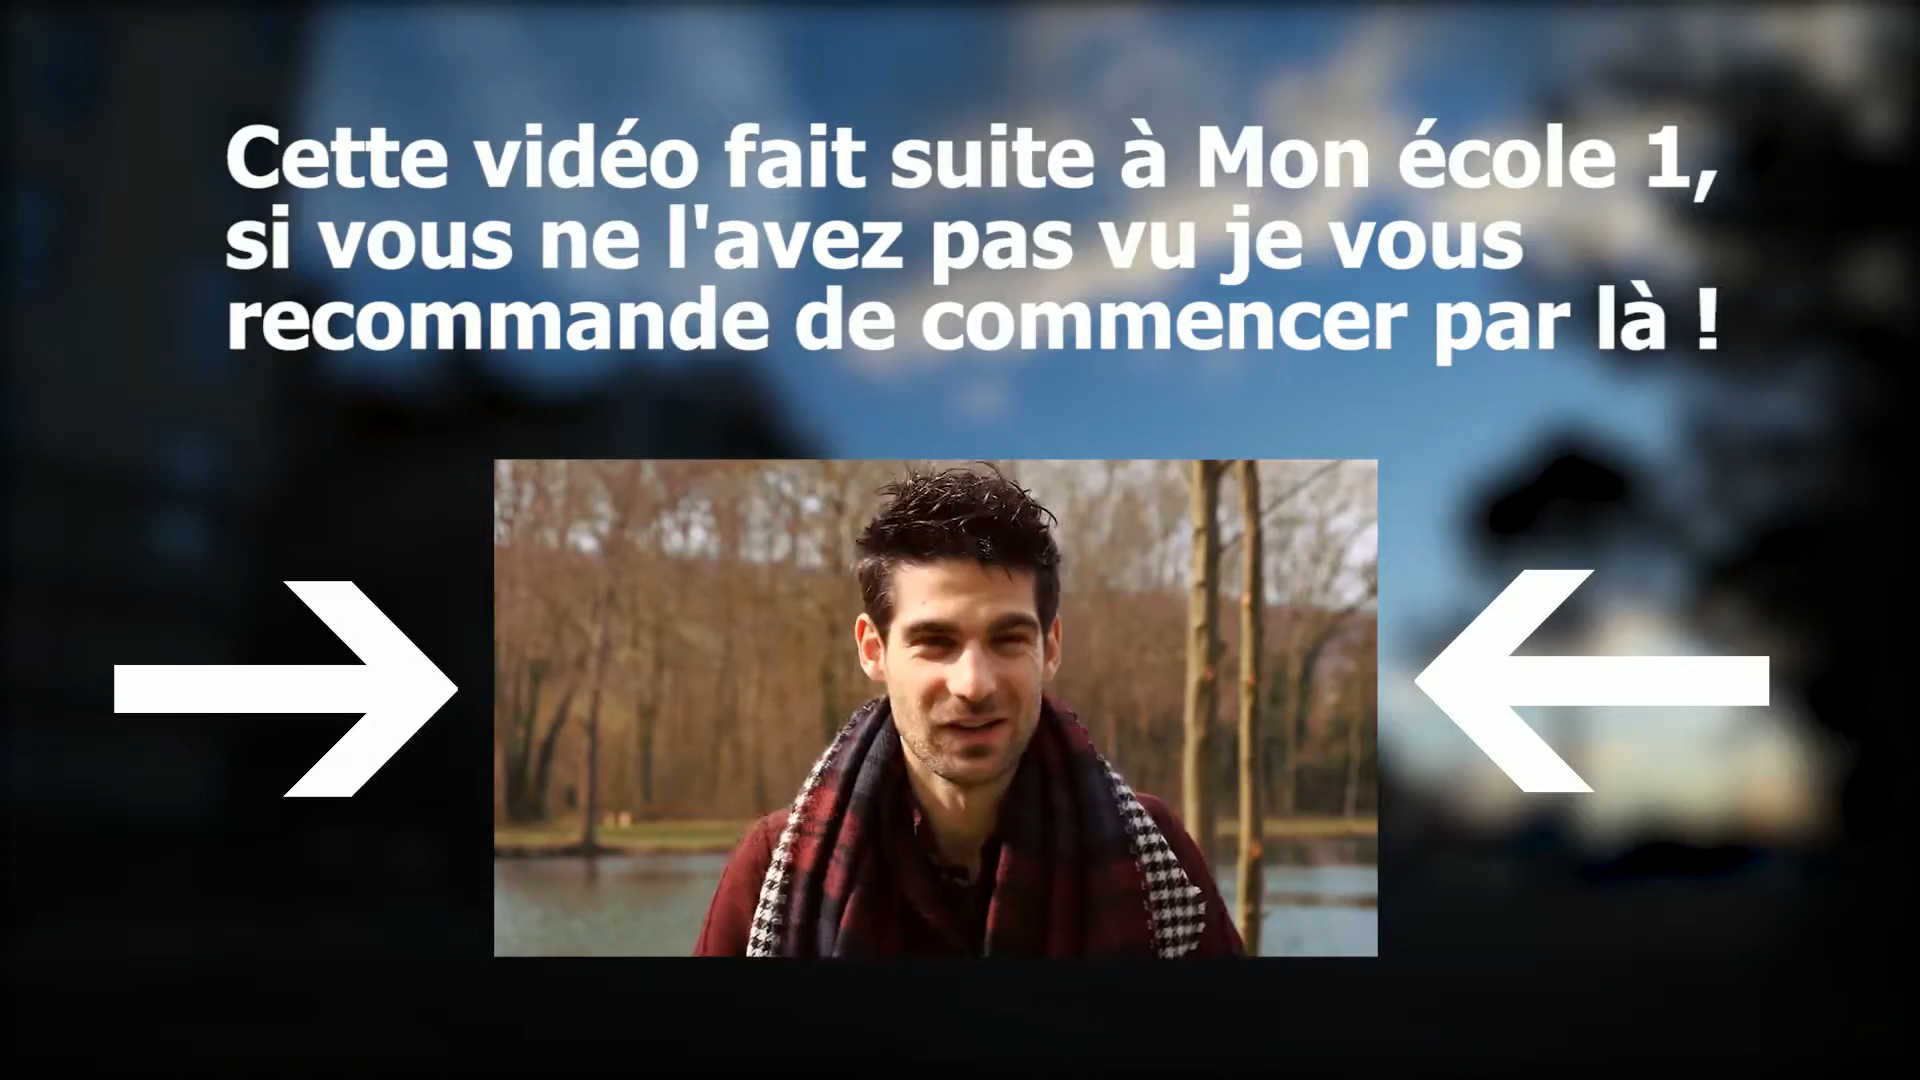 Cette vidéo fait suite à Mon école 1,
si vous ne l'avez pas vu je vous
recommande de commencer par là !